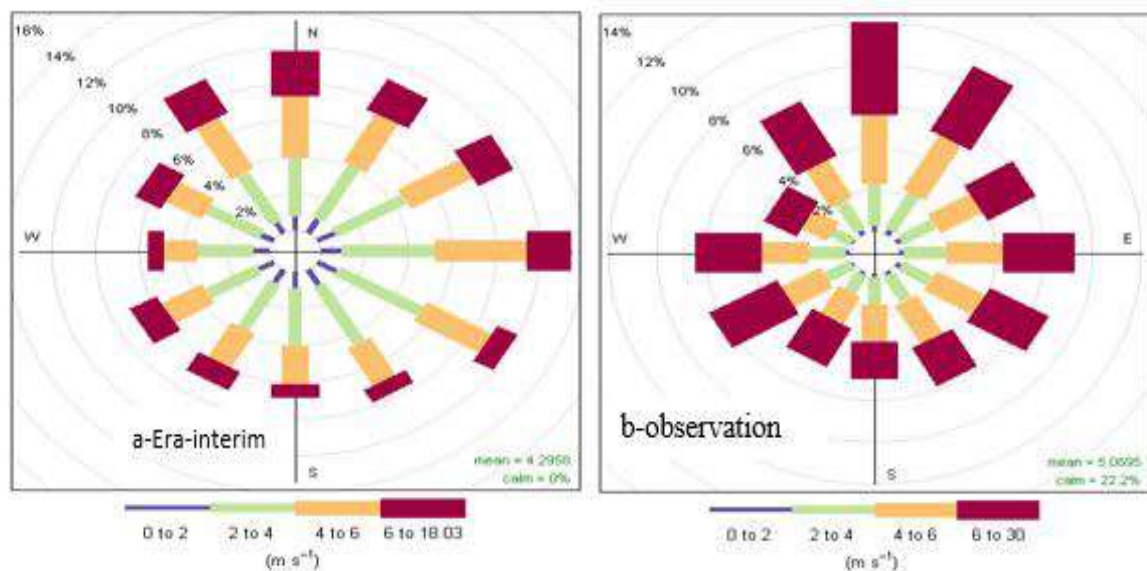 16%
14%
12%
10%
8%
6%
4%
2%
N
W
S
a-Era-interim
mean = 4.2958
calm = 0%
0 to 2
2 to 4
4 to 6
6 to 18.03
(m s⁻¹)
14%
12%
10%
8%
6%
4%
2%
W
E
S
b-observation
mean = 5.0695
calm = 22.2%
0 to 2
2 to 4
4 to 6
6 to 30
(m s⁻¹)